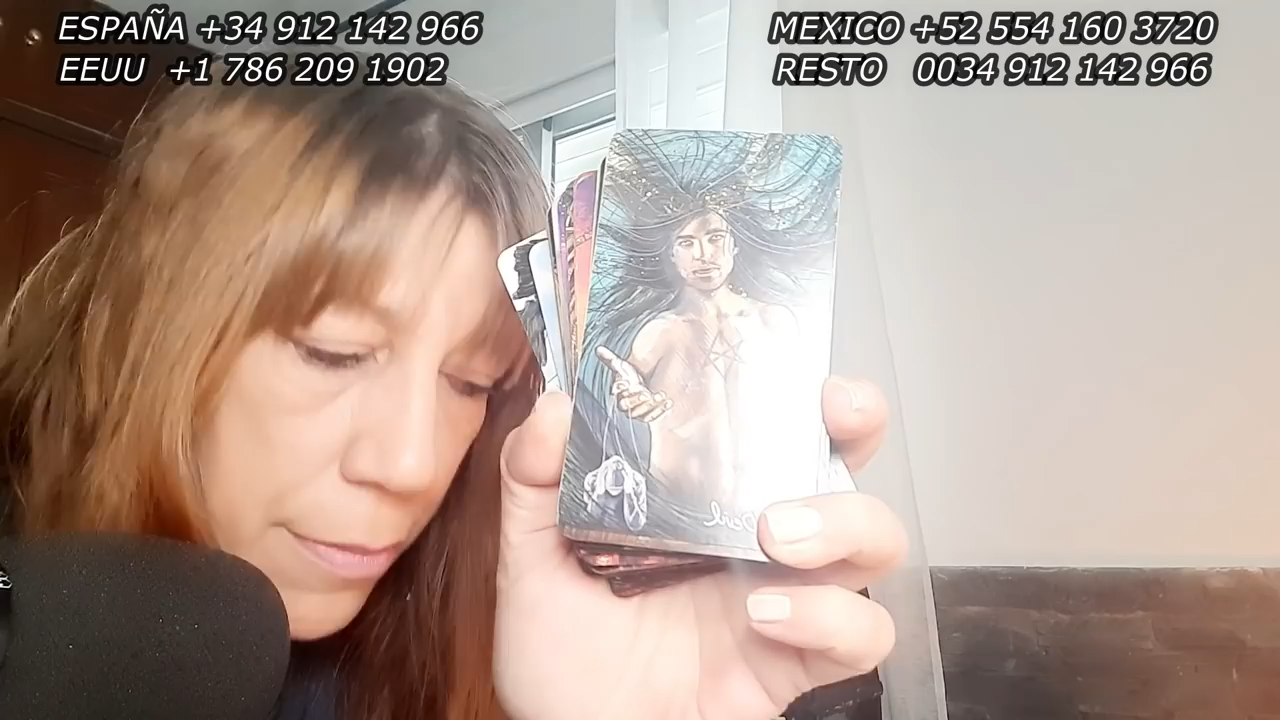 ESPAÑA +34 912 142 966
EEUU +1 786 209 1902
MEXICO +52 554 160 3720
RESTO 0034 912 142 966
Devil